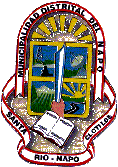 MUNICIPALIDAD DISTRITAL DEL NAPO
SANTA
CLOTILDE
RIO - NAPO